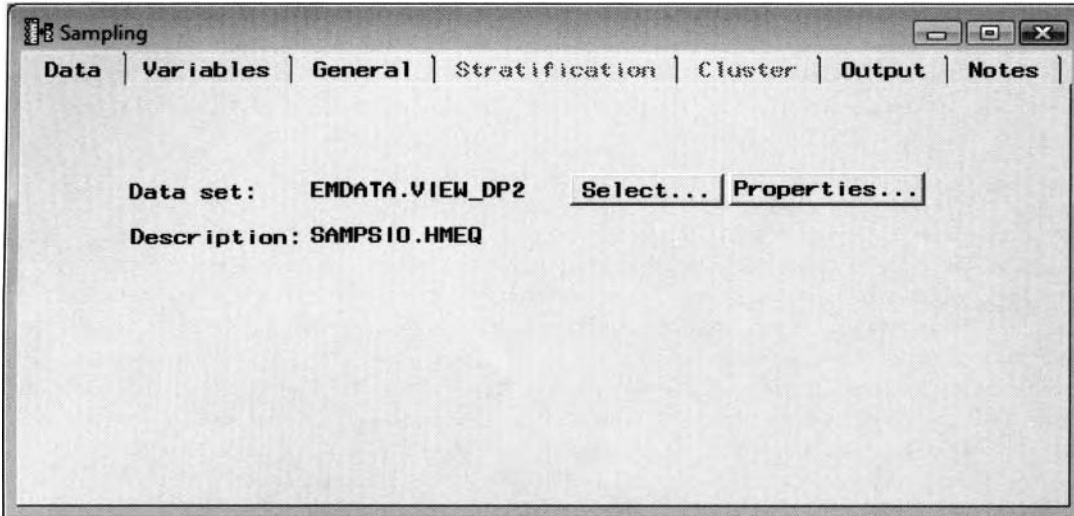 Sampling
Data Variables General Stratification Cluster Output Notes
Data set: EMDATA.VIEW_DP2 Select... Properties...
Description: SAMPSIO.HMEQ